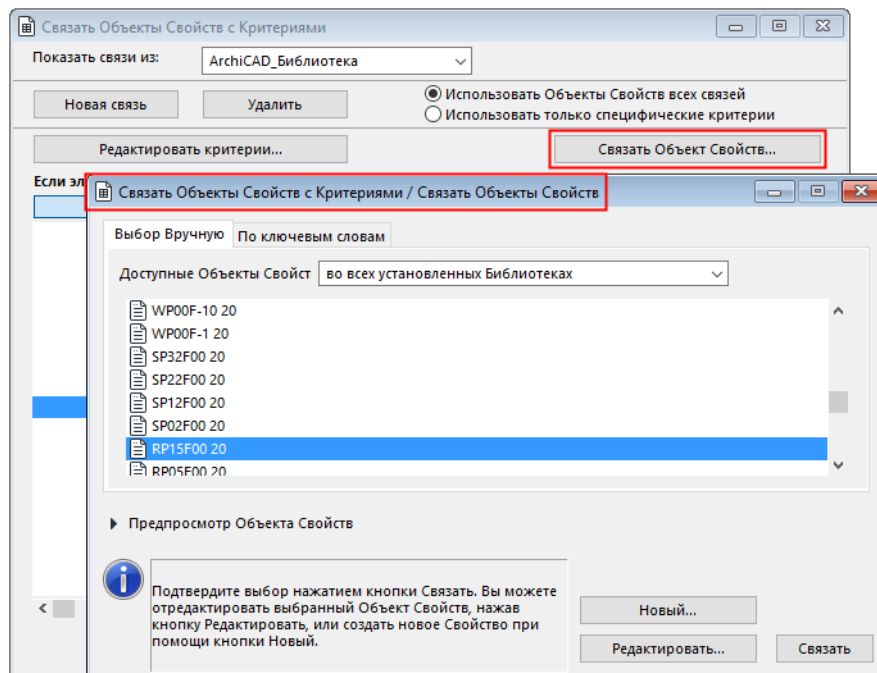 Связать Объекты Свойств с Критериями
Показать связи из:
ArchiCAD_Библиотека
Новая связь
Удалить
Использовать Объекты Свойств всех связей
Использовать только специфические критерии
Редактировать критерии...
Связать Объект Свойств...
Если эл
Связать Объекты Свойств с Критериями / Связать Объекты Свойств
Выбор Вручную
По ключевым словам
Доступные Объекты Свойст
во всех установленных Библиотеках
WP00F-10 20
WP00F-1 20
SP32F00 20
SP22F00 20
SP12F00 20
SP02F00 20
RP15F00 20
RP05F00 20
Предпросмотр Объекта Свойств
Подтвердите выбор нажатием кнопки Связать. Вы можете
отредактировать выбранный Объект Свойств, нажав
кнопку Редактировать, или создать новое Свойство при
помощи кнопки Новый.
Новый...
Редактировать...
Связать